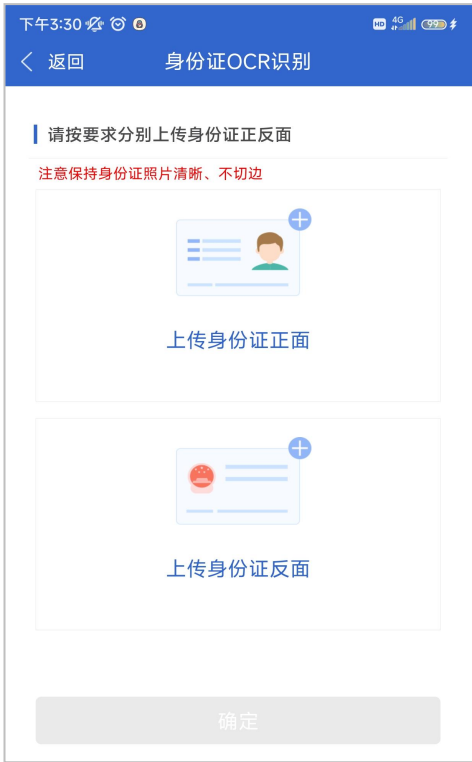 下午3:30
HD 4G 99
返回 身份证OCR识别
请按要求分别上传身份证正反面
注意保持身份证照片清晰、不切边
上传身份证正面
上传身份证反面
确定